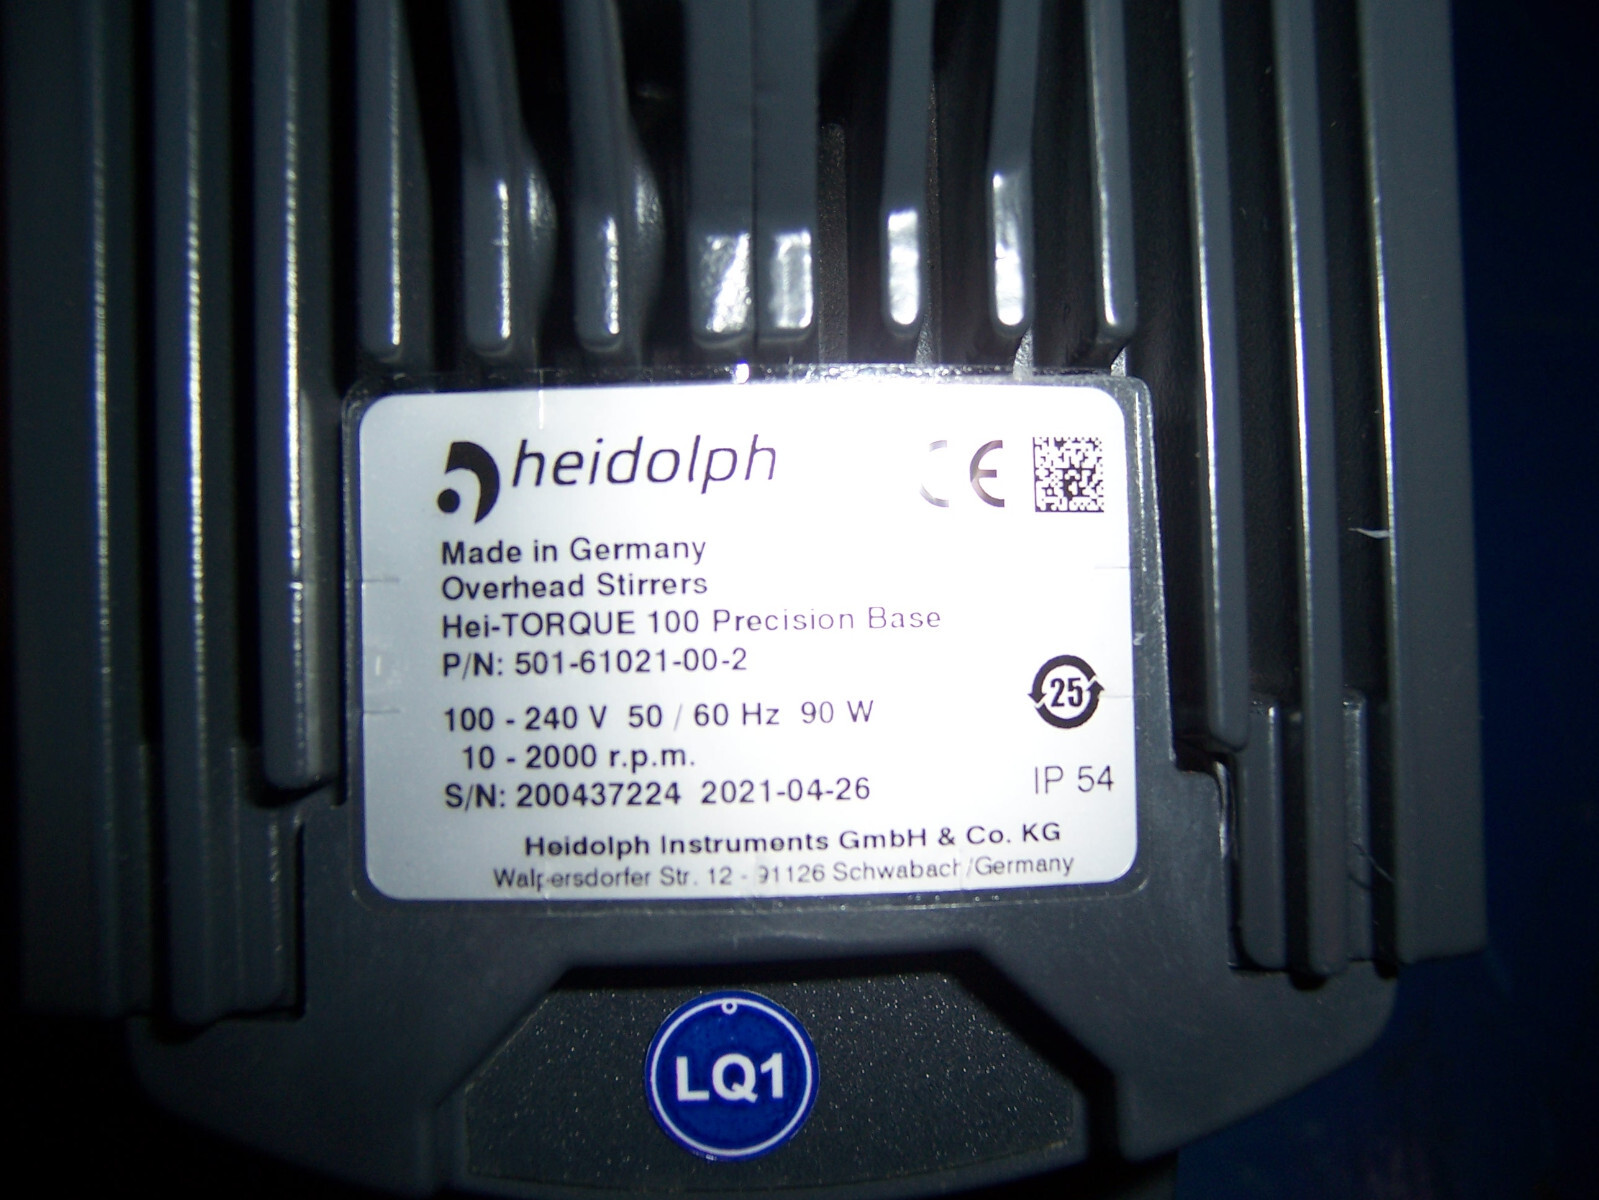 heidolph CE
Made in Germany
Overhead Stirrers
Hei-TORQUE 100 Precision Base
P/N: 501-61021-00-2
25
100 - 240 V 50 / 60 Hz 90 W
10 - 2000 r.p.m.
S/N: 200437224 2021-04-26 IP 54
Heidolph Instruments GmbH & Co. KG
Walpersdorfer Str. 12 - 91126 Schwabach/Germany
LQ1